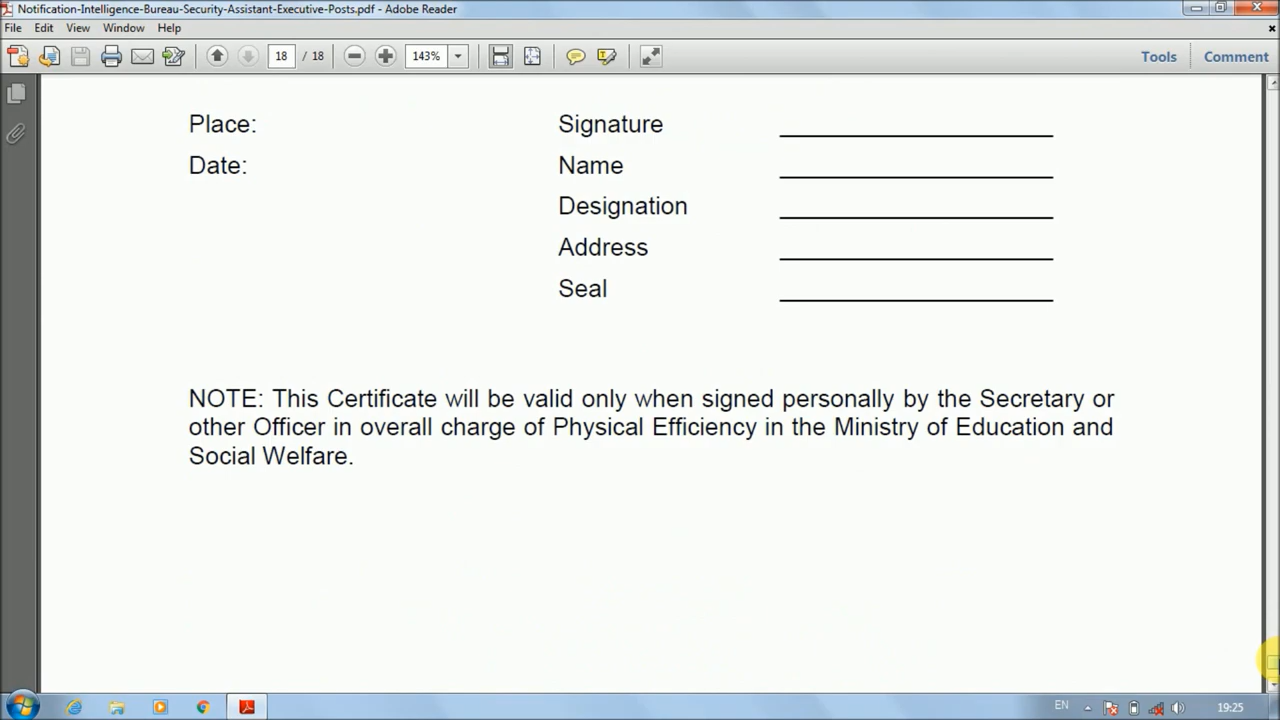 Notification-Intelligence-Bureau-Security-Assistant-Executive-Posts.pdf - Adobe Reader
File Edit View Window Help
18 / 18 143% Tools Comment
Place: Signature
Date: Name
Designation
Address
Seal
NOTE: This Certificate will be valid only when signed personally by the Secretary or
other Officer in overall charge of Physical Efficiency in the Ministry of Education and
Social Welfare.
EN 19:25